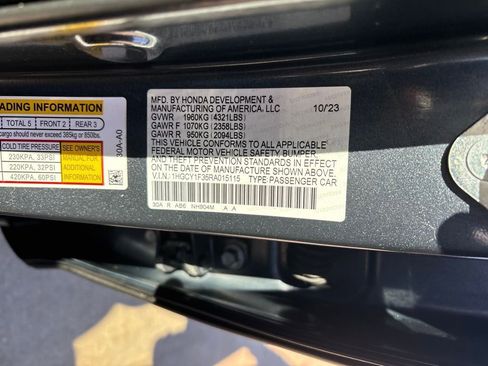 ADING INFORMATION
TOTAL 5 FRONT 2 REAR 3
cargo should never exceed 385kg or 850lbs.
COLD TIRE PRESSURE
SEE OWNER'S
230KPA, 33PSI
MANUAL FOR
220KPA, 32PSI
ADDITIONAL
420KPA, 60PSI
INFORMATION
30A-A0
MFD. BY HONDA DEVELOPMENT &
MANUFACTURING OF AMERICA, LLC 10/23
GVWR 1960KG (4321LBS)
GAWR F 1070KG (2358LBS)
GAWR R 950KG (2094LBS)
THIS VEHICLE CONFORMS TO ALL APPLICABLE
FEDERAL MOTOR VEHICLE SAFETY BUMPER,
AND THEFT PREVENTION STANDARDS IN EFFECT
ON THE DATE OF MANUFACTURE SHOWN ABOVE.
V.I.N.:1HGCY1F35RA015115 TYPE:PASSENGER CAR
30A R AB6 NH904M A A